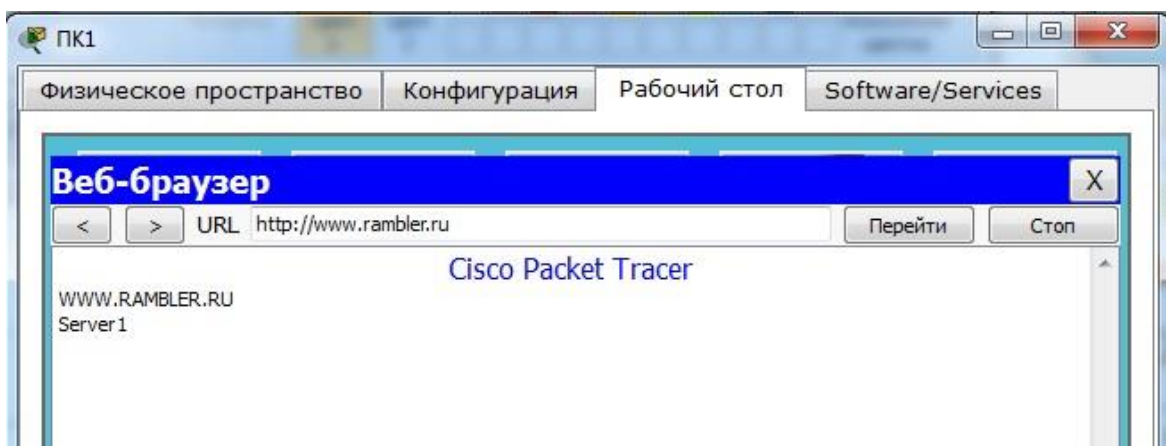 ПК1
Физическое пространство Конфигурация Рабочий стол Software/Services
Веб-браузер X
< > URL http://www.rambler.ru Перейти Стоп
Cisco Packet Tracer
WWW.RAMBLER.RU
Server1